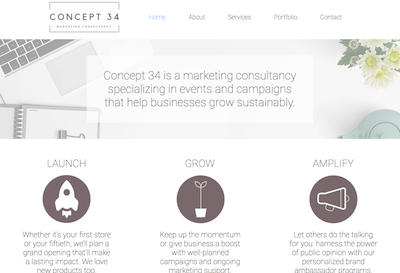 CONCEPT 34
MARKETING CONSULTANCY
Home About Services Portfolio Contact
Concept 34 is a marketing consultancy
specializing in events and campaigns
that help businesses grow sustainably.
LAUNCH
Whether it's your first store
or your fiftieth, we'll plan a
grand opening that'll make
a lasting impact. We love
new products too.
GROW
Keep up the momentum
or give business a boost
with well-planned
campaigns and ongoing
marketing support.
AMPLIFY
Let others do the talking
for you: harness the power
of public opinion with our
personalized brand
ambassador programs.